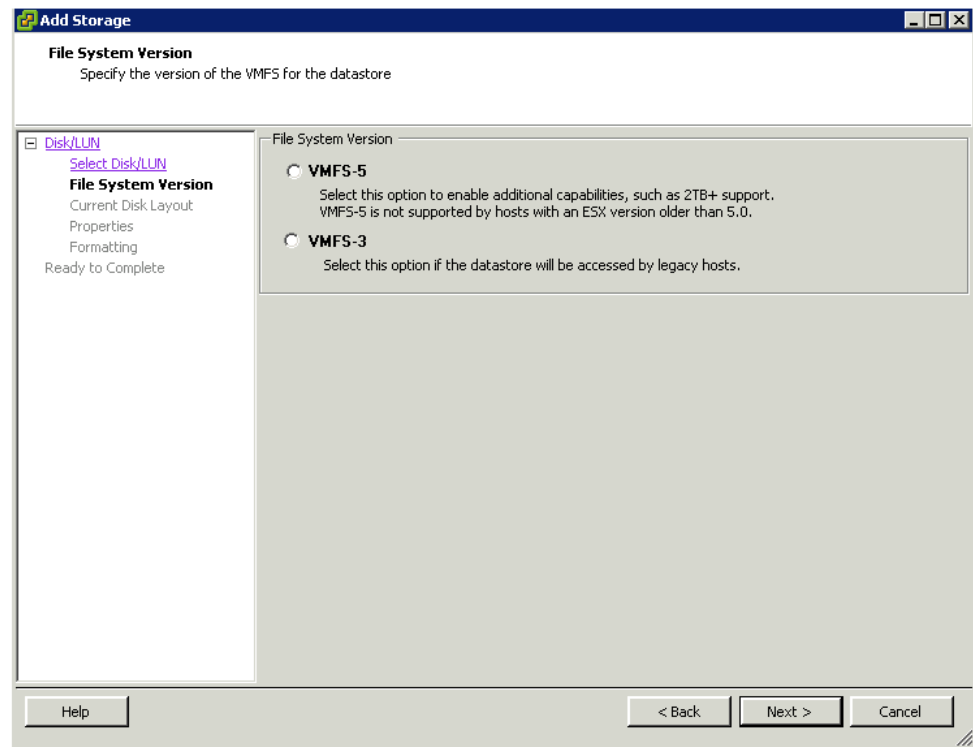 Add Storage
File System Version
Specify the version of the VMFS for the datastore
Disk/LUN
Select Disk/LUN
File System Version
Current Disk Layout
Properties
Formatting
Ready to Complete
File System Version
VMFS-5
Select this option to enable additional capabilities, such as 2TB+ support.
VMFS-5 is not supported by hosts with an ESX version older than 5.0.
VMFS-3
Select this option if the datastore will be accessed by legacy hosts.
Help
< Back
Next >
Cancel